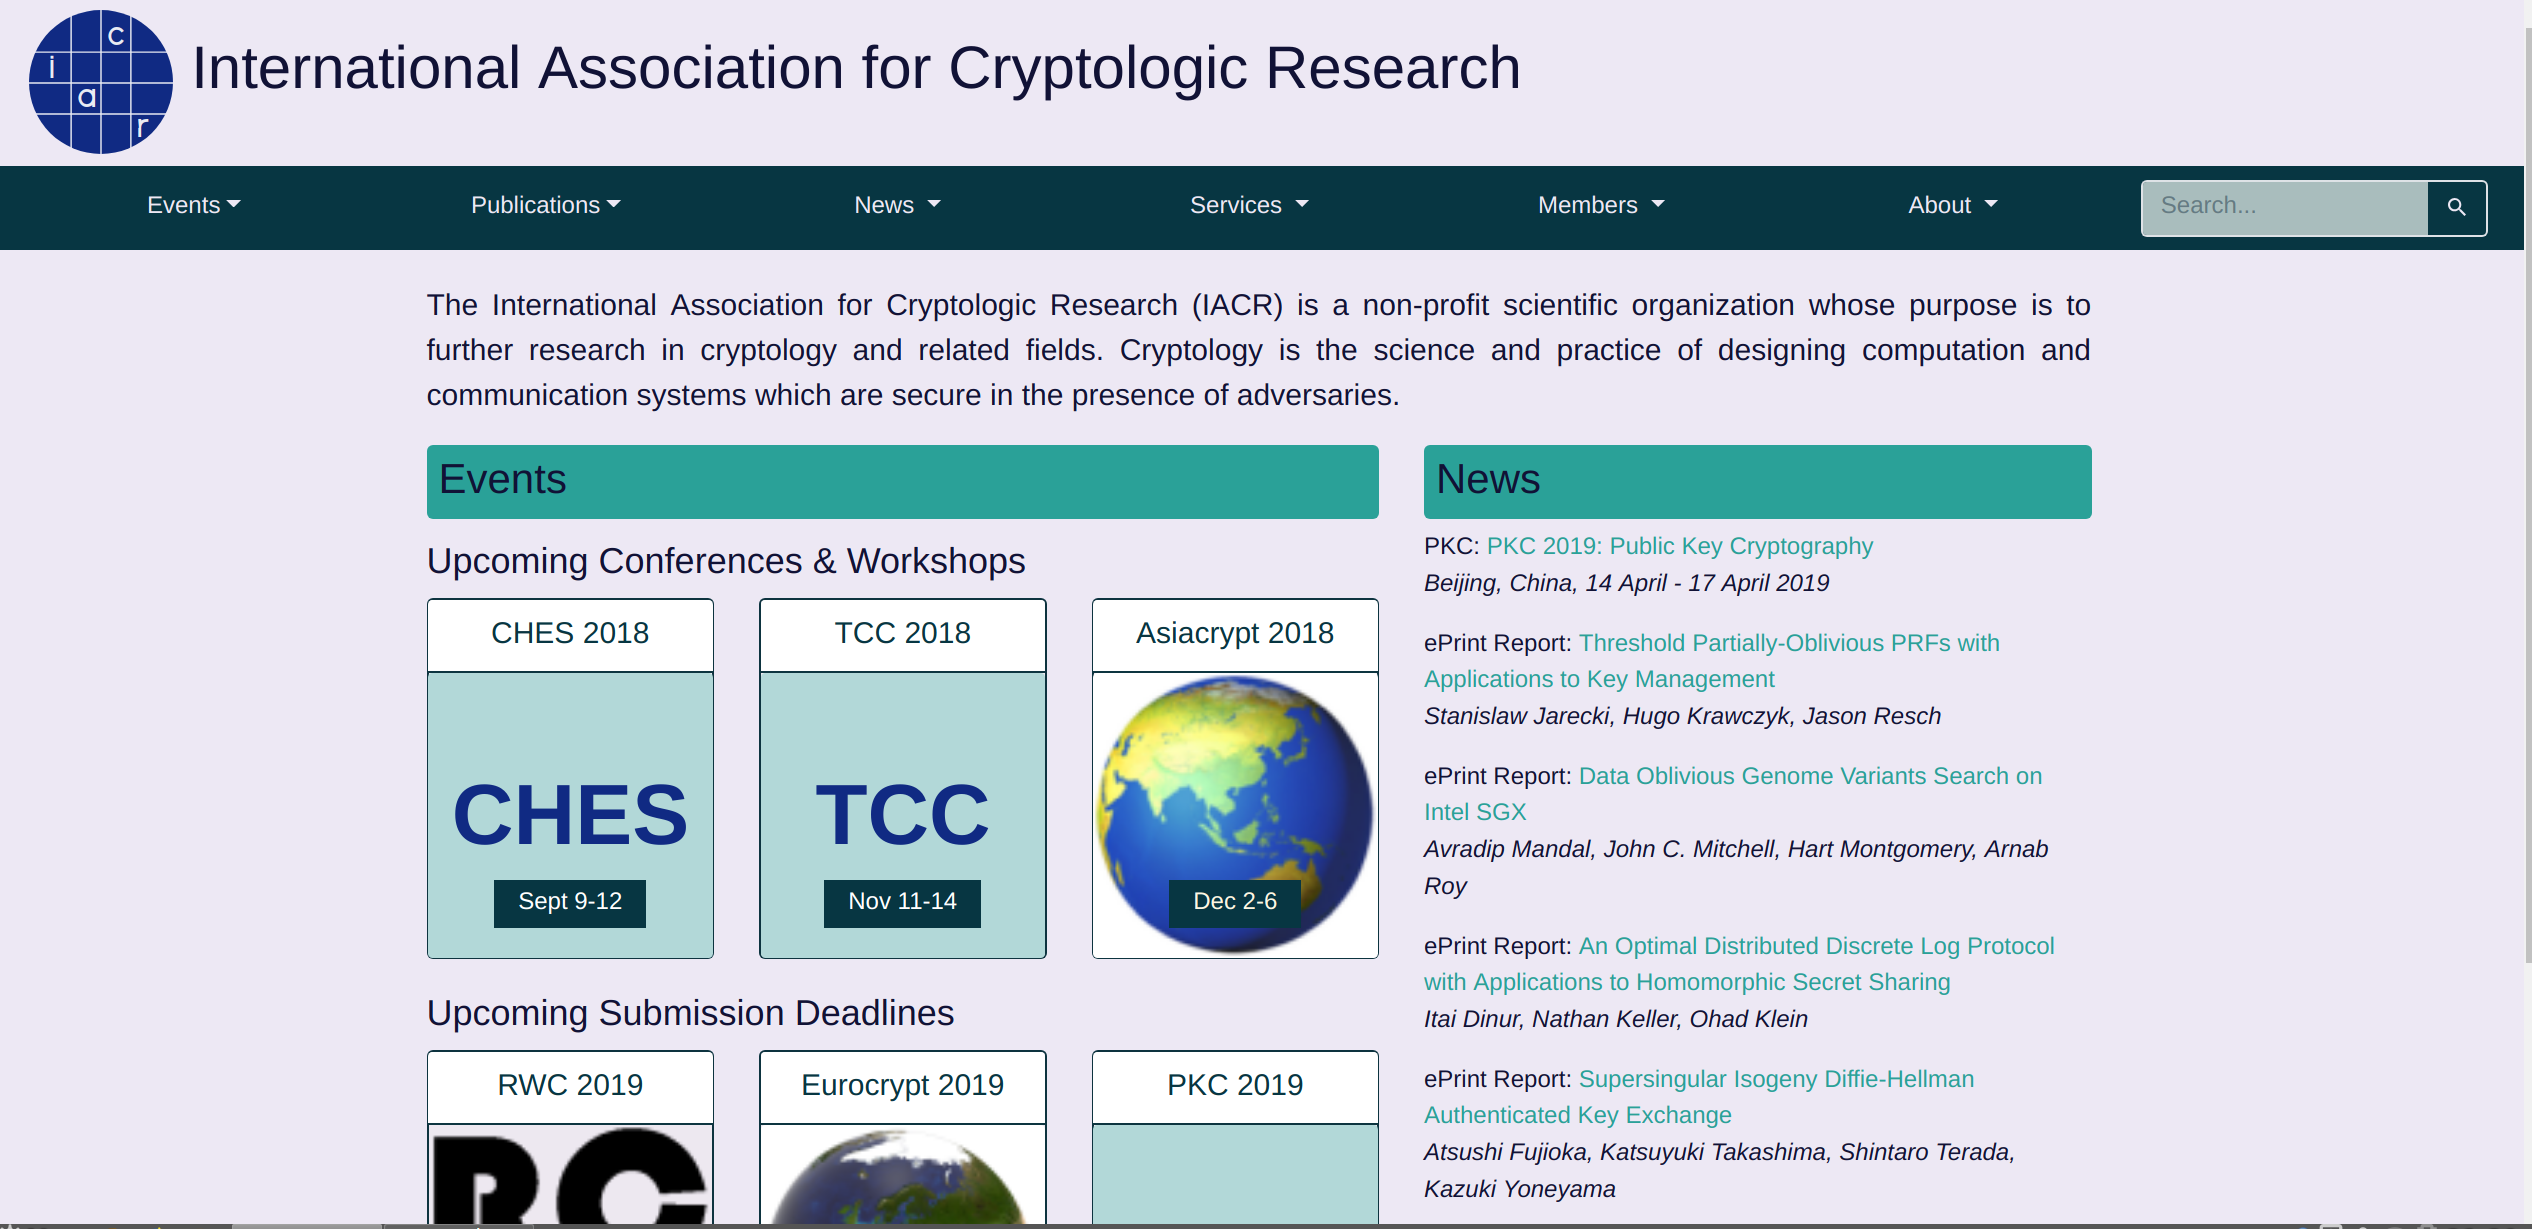 c
i
a
r
International Association for Cryptologic Research
Events
Publications
News
Services
Members
About
Search...
The International Association for Cryptologic Research (IACR) is a non-profit scientific organization whose purpose is to
further research in cryptology and related fields. Cryptology is the science and practice of designing computation and
communication systems which are secure in the presence of adversaries.
Events
Upcoming Conferences & Workshops
CHES 2018
CHES
Sept 9-12
TCC 2018
TCC
Nov 11-14
Asiacrypt 2018
Dec 2-6
Upcoming Submission Deadlines
RWC 2019
RC
Eurocrypt 2019
PKC 2019
News
PKC: PKC 2019: Public Key Cryptography
Beijing, China, 14 April - 17 April 2019
ePrint Report: Threshold Partially-Oblivious PRFs with
Applications to Key Management
Stanislaw Jarecki, Hugo Krawczyk, Jason Resch
ePrint Report: Data Oblivious Genome Variants Search on
Intel SGX
Avradip Mandal, John C. Mitchell, Hart Montgomery, Arnab
Roy
ePrint Report: An Optimal Distributed Discrete Log Protocol
with Applications to Homomorphic Secret Sharing
Itai Dinur, Nathan Keller, Ohad Klein
ePrint Report: Supersingular Isogeny Diffie-Hellman
Authenticated Key Exchange
Atsushi Fujioka, Katsuyuki Takashima, Shintaro Terada,
Kazuki Yoneyama